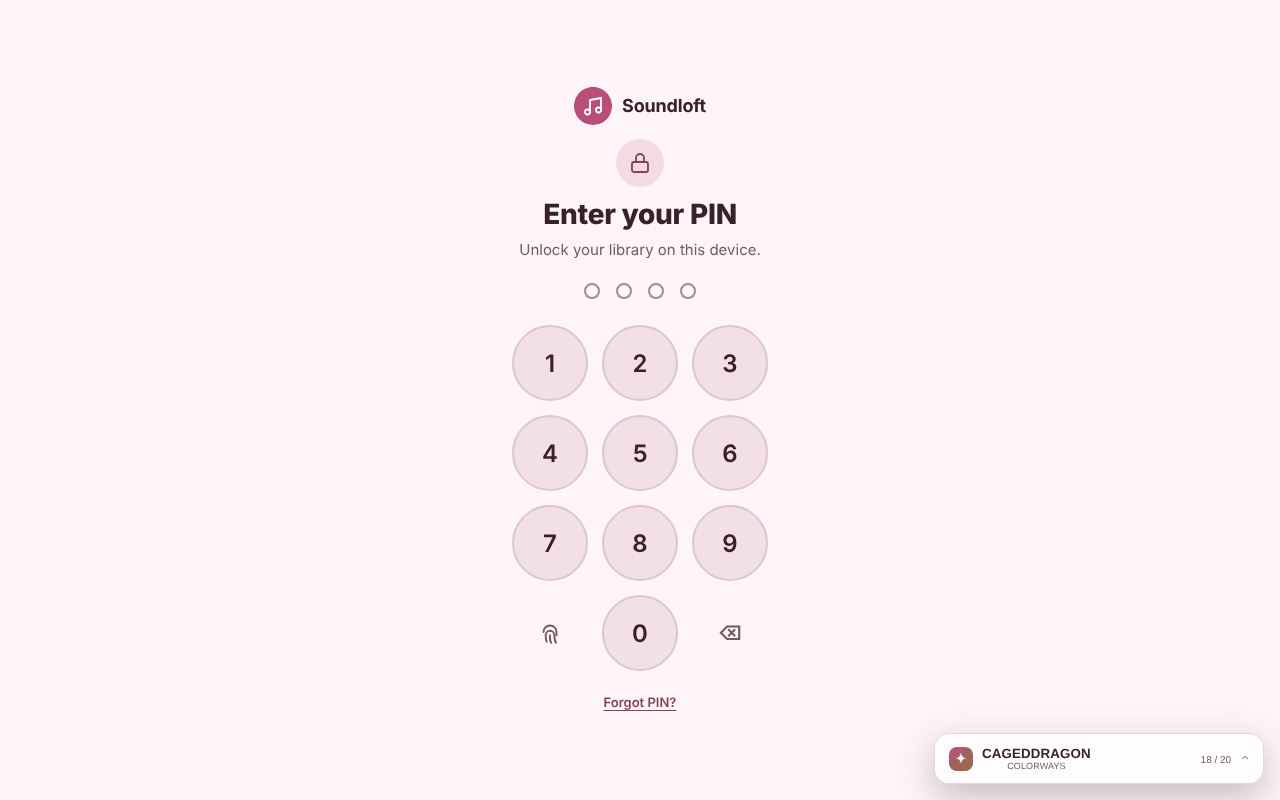 Soundloft
Enter your PIN
Unlock your library on this device.
1 2 3
4 5 6
7 8 9
0
Forgot PIN?
CAGEDDRAGON
COLORWAYS
18 / 20